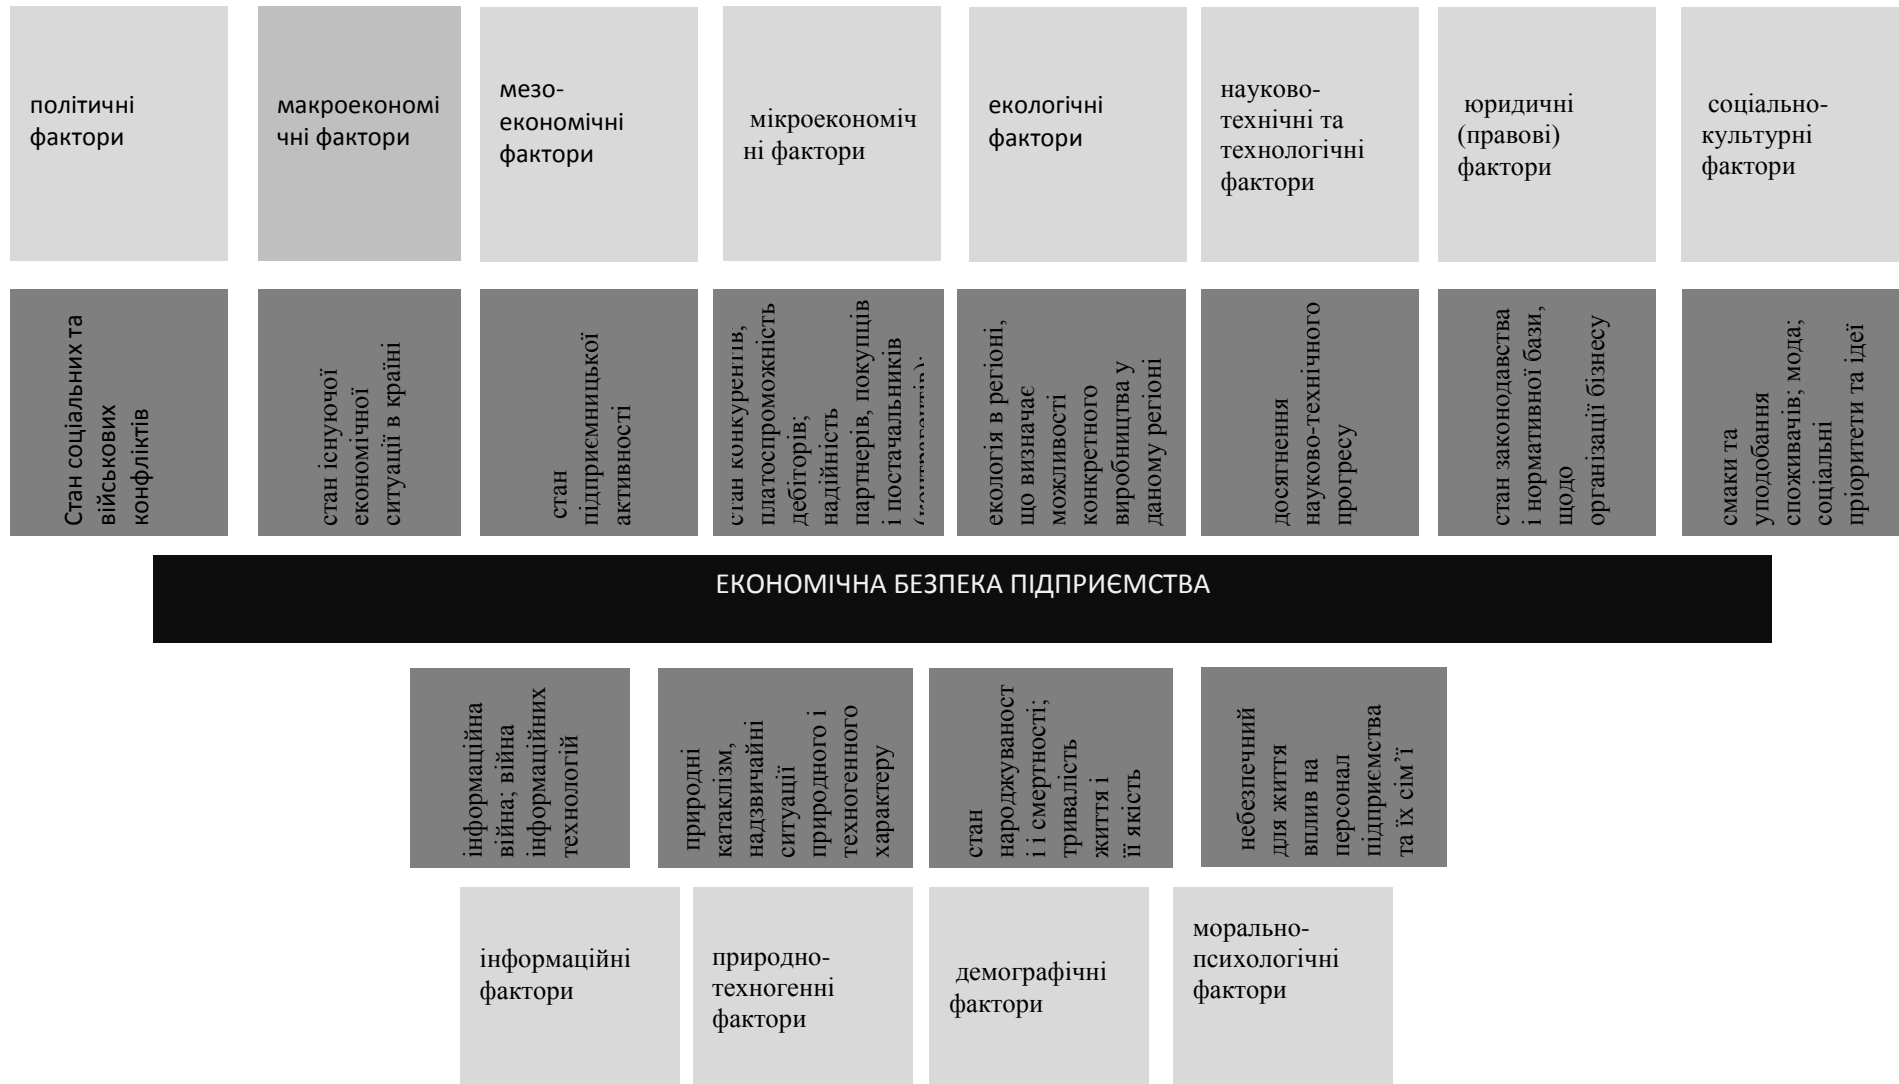 політичні
фактори
макроекономі
чні фактори
мезо-
економічні
фактори
мікроекономіч
ні фактори
екологічні
фактори
науково-
технічні та
технологічні
фактори
юридичні
(правові)
фактори
соціально-
культурні
фактори
Стан соціальних та
військових
конфліктів
стан існуючої
економічної
ситуації в країні
стан
підприємницької
активності
стан конкурентів;
платоспроможність
дебіторів;
надійність
партнерів, покупців
і постачальників
(контрагентів);
екологія в регіоні,
що визначає
можливості
конкретного
виробництва у
даному регіоні
досягнення
науково-технічного
прогресу
стан законодавства
і нормативної бази,
щодо
організації бізнесу
смаки та
уподобання
споживачів; мода;
соціальні
пріоритети та ідеї
ЕКОНОМІЧНА БЕЗПЕКА ПІДПРИЄМСТВА
інформаційна
війна; війна
інформаційних
технологій
природні
катаклізм,
надзвичайні
ситуації
природного і
техногенного
характеру
стан
народжуваност
і і смертності;
тривалість
життя і
її якість
небезпечний
для життя
вплив на
персонал
підприємства
та їх сім’ї
інформаційні
фактори
природно-
техногенні
фактори
демографічні
фактори
морально-
психологічні
фактори